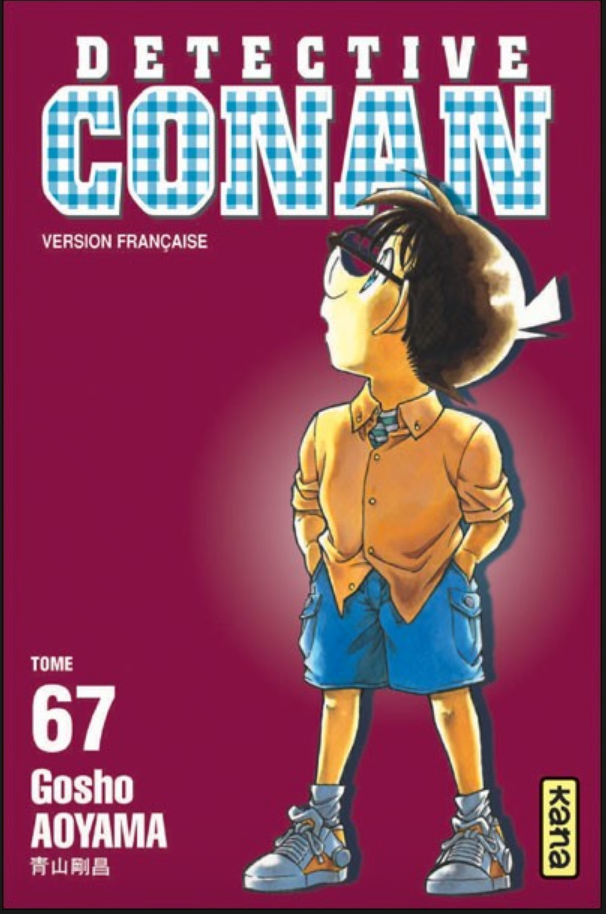 DETECTIVE
CONAN
VERSION FRANÇAISE
TOME
67
Gosho
AOYAMA
青山剛昌
kana